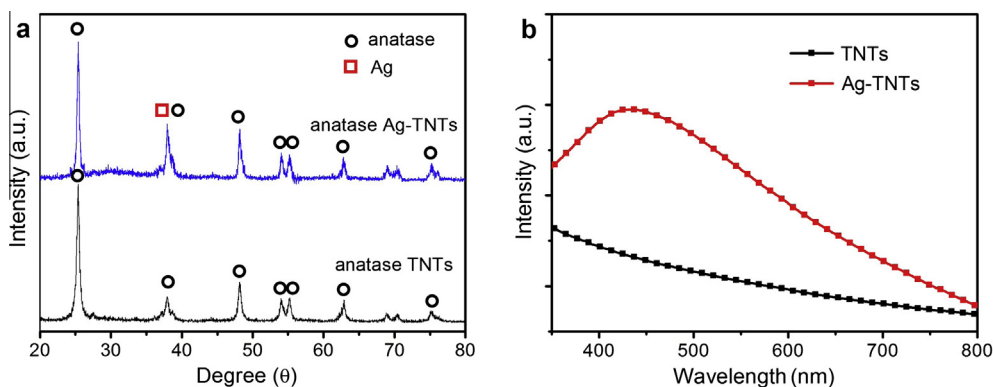 a
anatase
Ag
anatase Ag-TNTs
anatase TNTs
Intensity (a.u.)
20 30 40 50 60 70 80
Degree (θ)
b
TNTs
Ag-TNTs
Intensity (a.u.)
400 500 600 700 800
Wavelength (nm)